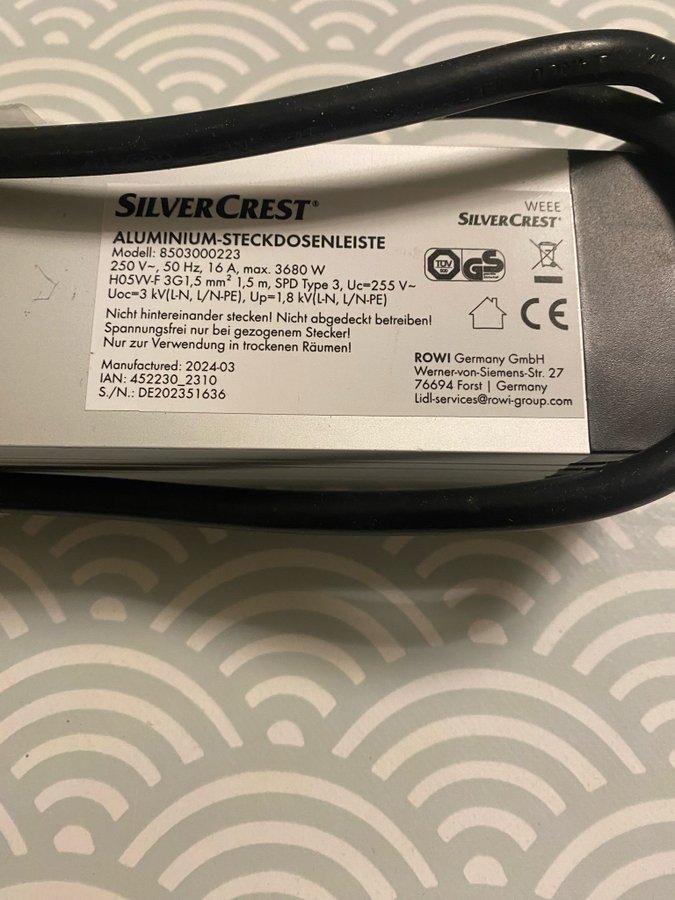 SILVERCREST®
ALUMINIUM-STECKDOSENLEISTE
Modell: 8503000223
250 V~, 50 Hz, 16 A, max. 3680 W
H05VV-F 3G1,5 mm² 1,5 m, SPD Type 3, Uc=255 V~
Uoc=3 kV(L-N, L/N-PE), Up=1,8 kV(L-N, L/N-PE)
Nicht hintereinander stecken! Nicht abgedeckt betreiben!
Spannungsfrei nur bei gezogenem Stecker!
Nur zur Verwendung in trockenen Räumen!
Manufactured: 2024-03
IAN: 452230_2310
S./N.: DE202351636
WEEE
SILVERCREST®
TÜV
GS
CE
ROWI Germany GmbH
Werner-von-Siemens-Str. 27
76694 Forst | Germany
Lidl-services@rowi-group.com